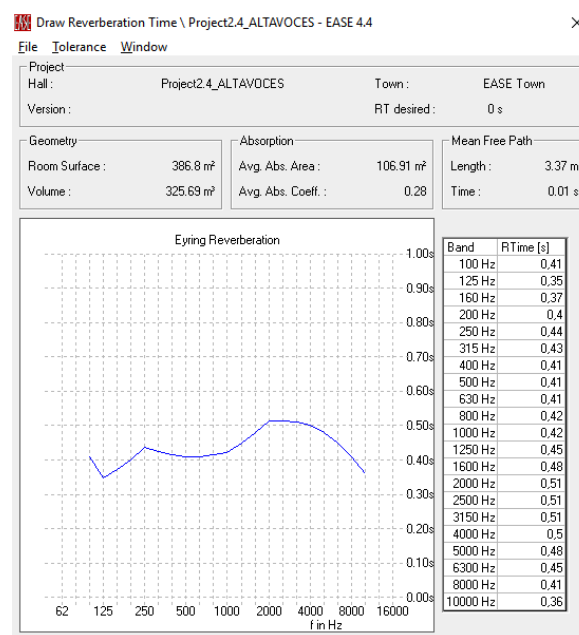 EASE Draw Reverberation Time \ Project2.4_ALTAVOCES - EASE 4.4
File Tolerance Window
Project
Hall : Project2.4_ALTAVOCES Town : EASE Town
Version : RT desired : 0 s
Geometry Absorption Mean Free Path
Room Surface : 386.8 m² Avg. Abs. Area : 106.91 m² Length : 3.37 m
Volume : 325.69 m³ Avg. Abs. Coeff. : 0.28 Time : 0.01 s
Eyring Reverberation
1.00s
0.90s
0.80s
0.70s
0.60s
0.50s
0.40s
0.30s
0.20s
0.10s
0.00s
62 125 250 500 1000 2000 4000 8000 16000
f in Hz
Band RTime [s]
100 Hz 0,41
125 Hz 0,35
160 Hz 0,37
200 Hz 0,4
250 Hz 0,44
315 Hz 0,43
400 Hz 0,41
500 Hz 0,41
630 Hz 0,41
800 Hz 0,42
1000 Hz 0,42
1250 Hz 0,45
1600 Hz 0,48
2000 Hz 0,51
2500 Hz 0,51
3150 Hz 0,51
4000 Hz 0,5
5000 Hz 0,48
6300 Hz 0,45
8000 Hz 0,41
10000 Hz 0,36